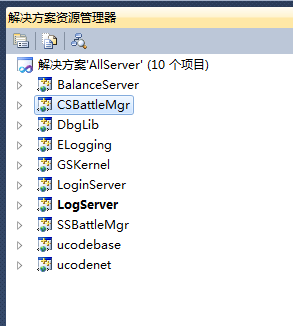 解决方案资源管理器
解决方案'AllServer' (10 个项目)
BalanceServer
CSBattleMgr
DbgLib
ELogging
GSKernel
LoginServer
LogServer
SSBattleMgr
ucodebase
ucodenet